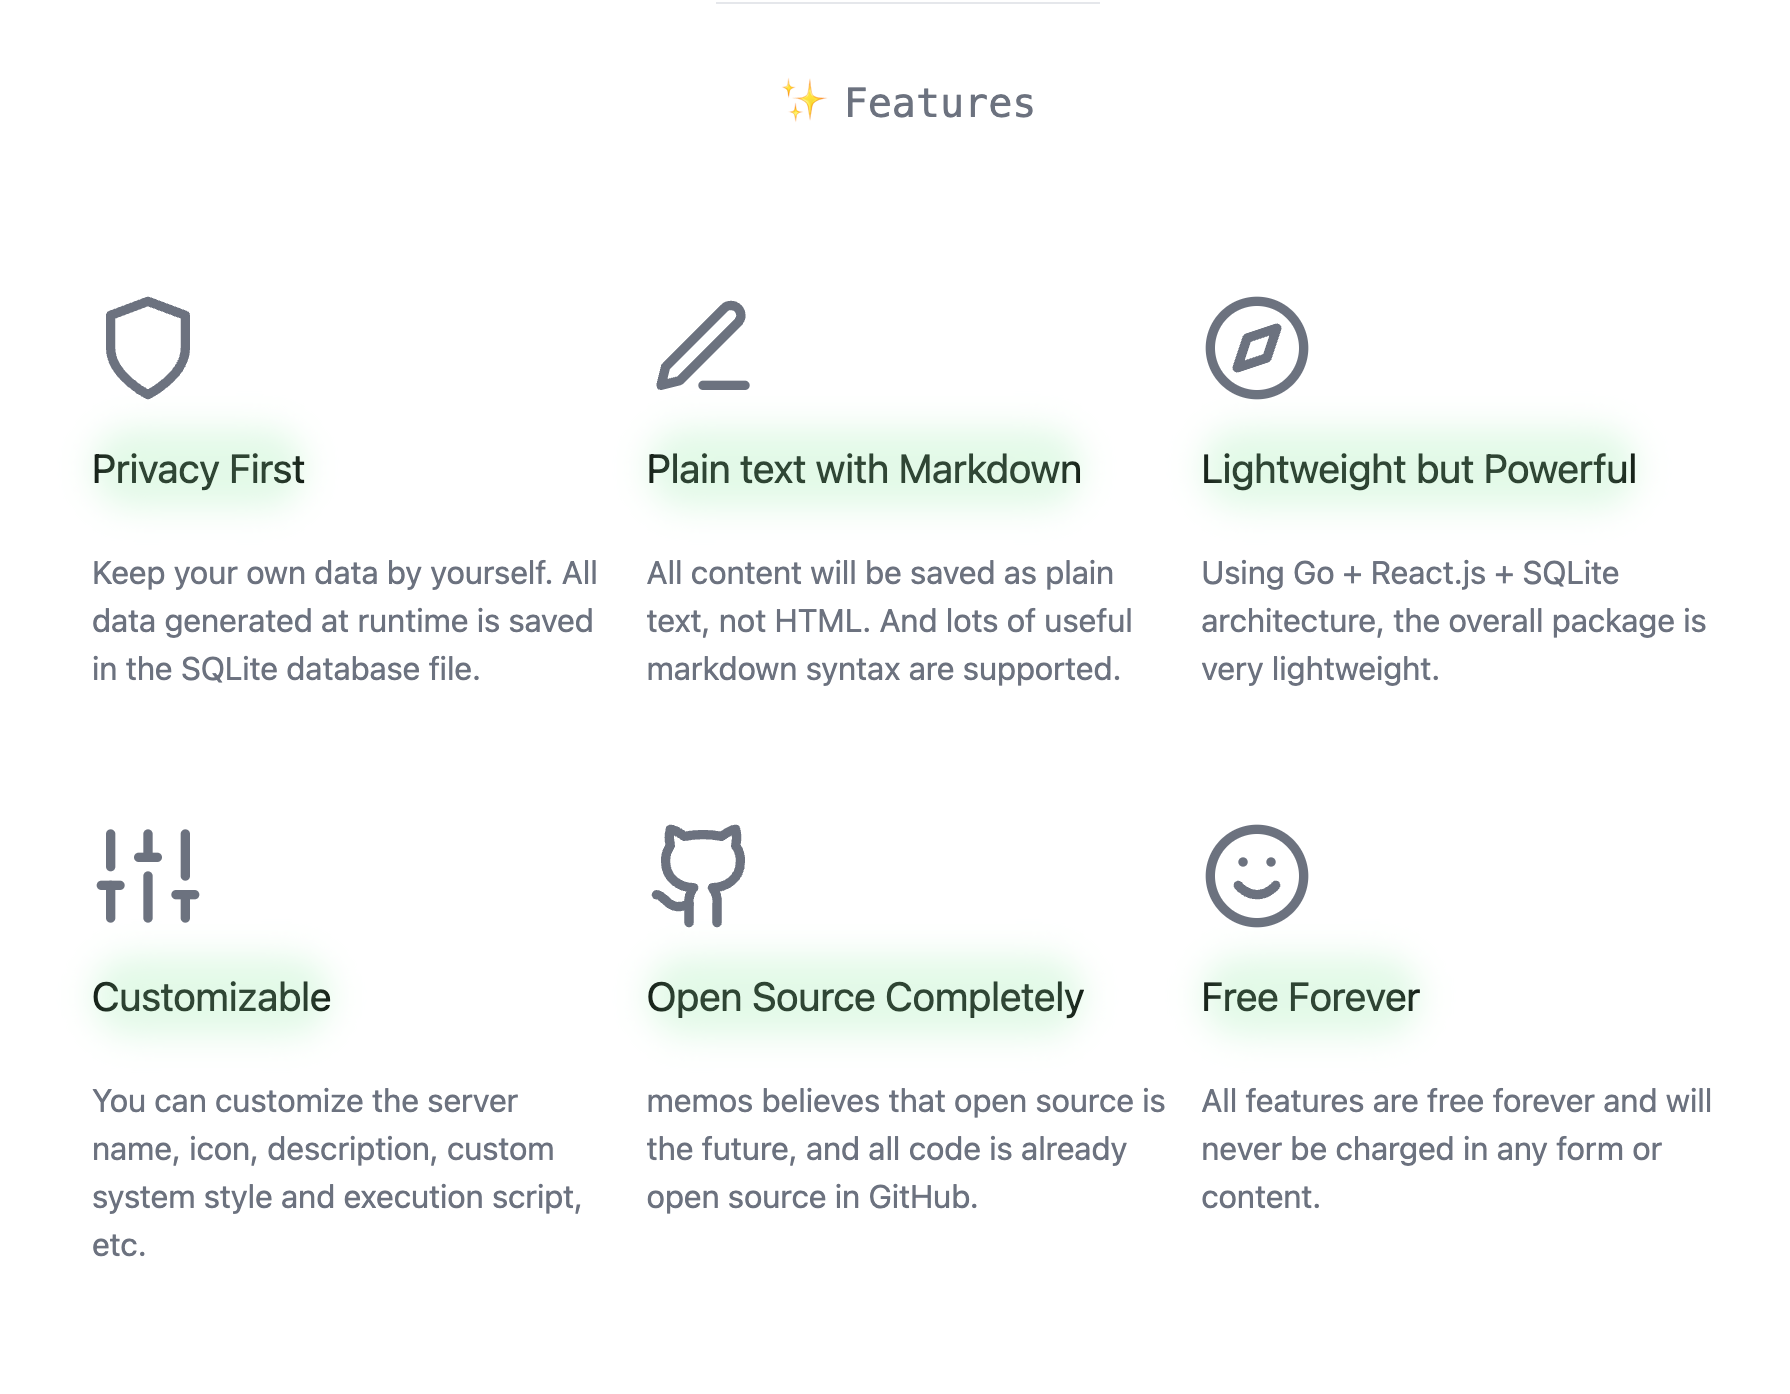 ✨ Features
Privacy First
Keep your own data by yourself. All
data generated at runtime is saved
in the SQLite database file.
Plain text with Markdown
All content will be saved as plain
text, not HTML. And lots of useful
markdown syntax are supported.
Lightweight but Powerful
Using Go + React.js + SQLite
architecture, the overall package is
very lightweight.
Customizable
You can customize the server
name, icon, description, custom
system style and execution script,
etc.
Open Source Completely
memos believes that open source is
the future, and all code is already
open source in GitHub.
Free Forever
All features are free forever and will
never be charged in any form or
content.